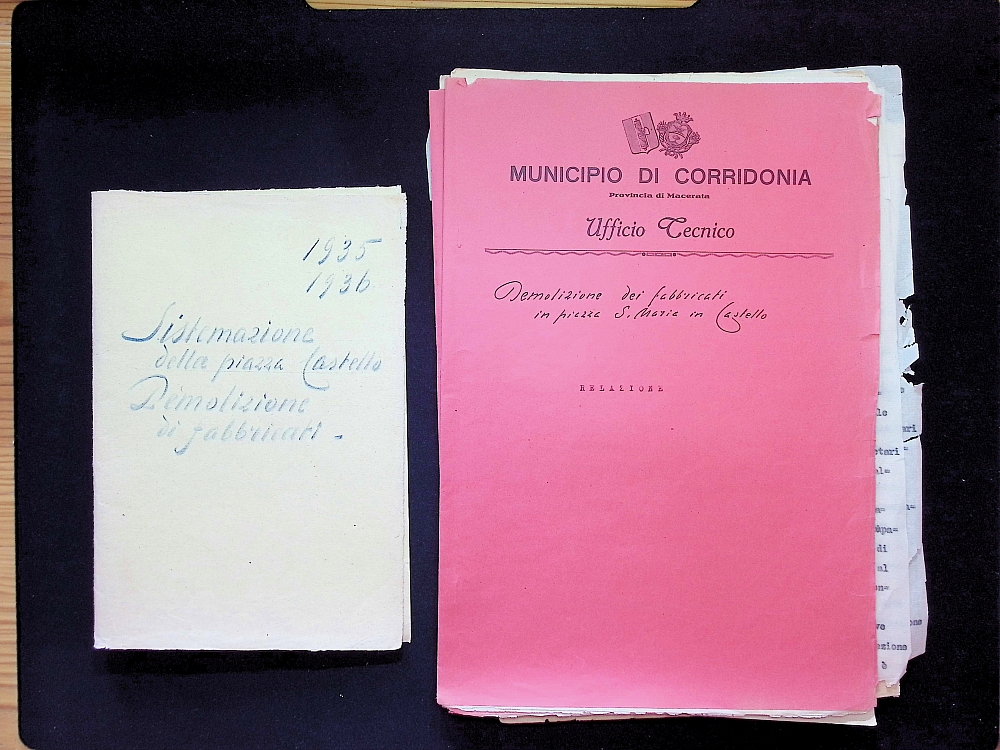 1935
1936
Sistemazione
della piazza Castello
Demolizione
di fabbricati.
MUNICIPIO DI CORRIDONIA
Provincia di Macerata
Ufficio Tecnico
Demolizione dei fabbricati
in piazza S. Maria in Castello
RELAZIONE